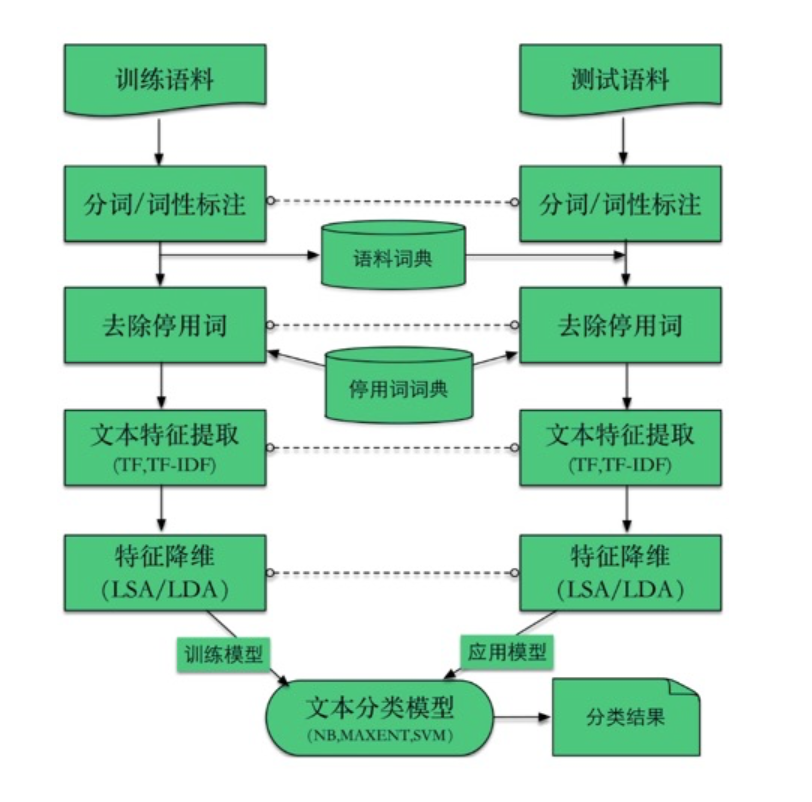 训练语料
测试语料
分词/词性标注
分词/词性标注
语料词典
去除停用词
去除停用词
停用词词典
文本特征提取
(TF,TF-IDF)
文本特征提取
(TF,TF-IDF)
特征降维
(LSA/LDA)
特征降维
(LSA/LDA)
训练模型
应用模型
文本分类模型
(NB,MAXENT,SVM)
分类结果